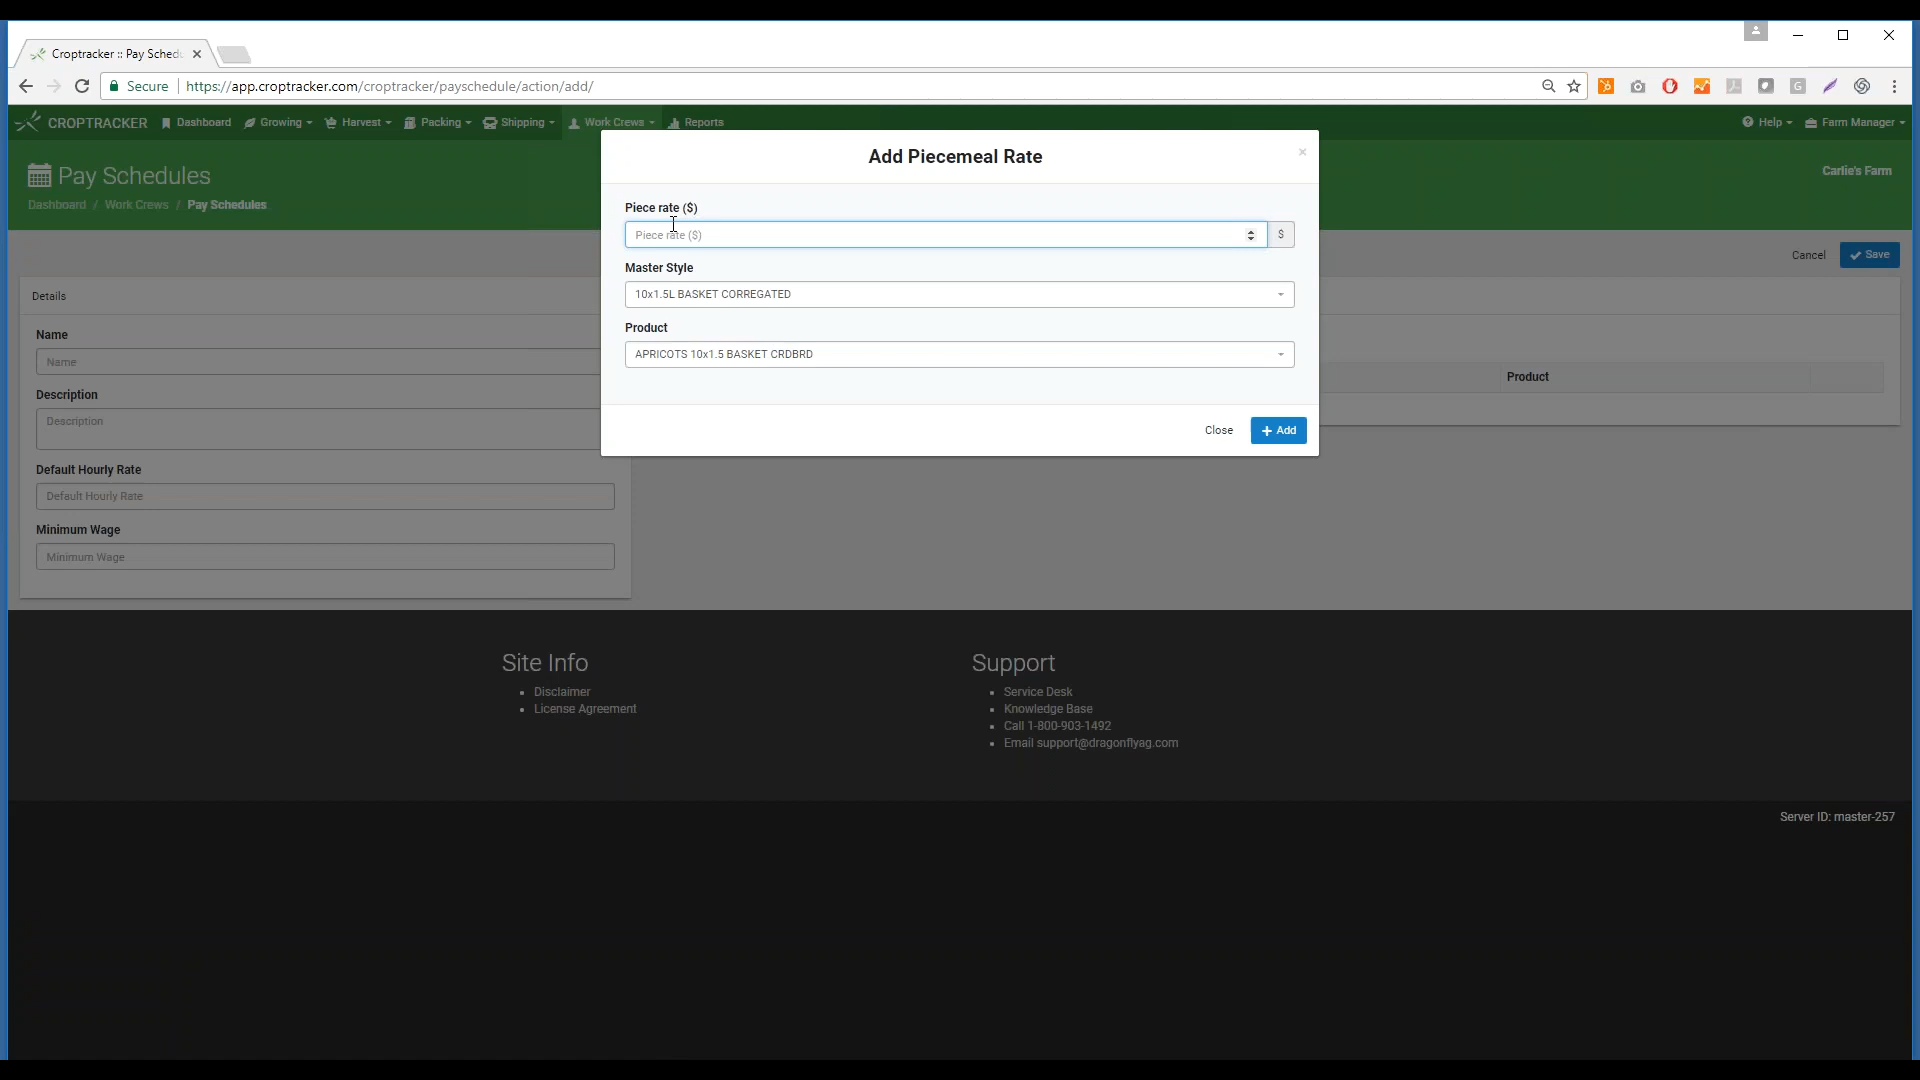 Croptracker :: Pay Sched
Secure https://app.croptracker.com/croptracker/payschedule/action/add/
CROPTRACKER Dashboard Growing Harvest Packing Shipping Work Crews Reports Help Farm Manager
Pay Schedules
Carlie's Farm
Dashboard / Work Crews / Pay Schedules
Add Piecemeal Rate
×
Piece rate ($)
Piece rate ($) $
Master Style
10x1.5L BASKET CORREGATED
Product
APRICOTS 10x1.5 BASKET CRDBRD
Close + Add
Cancel Save
Details
Name
Name
Description
Description
Default Hourly Rate
Default Hourly Rate
Minimum Wage
Minimum Wage
Product
Site Info
Disclaimer
License Agreement
Support
Service Desk
Knowledge Base
Call 1-800-903-1492
Email support@dragonflyag.com
Server ID: master-257